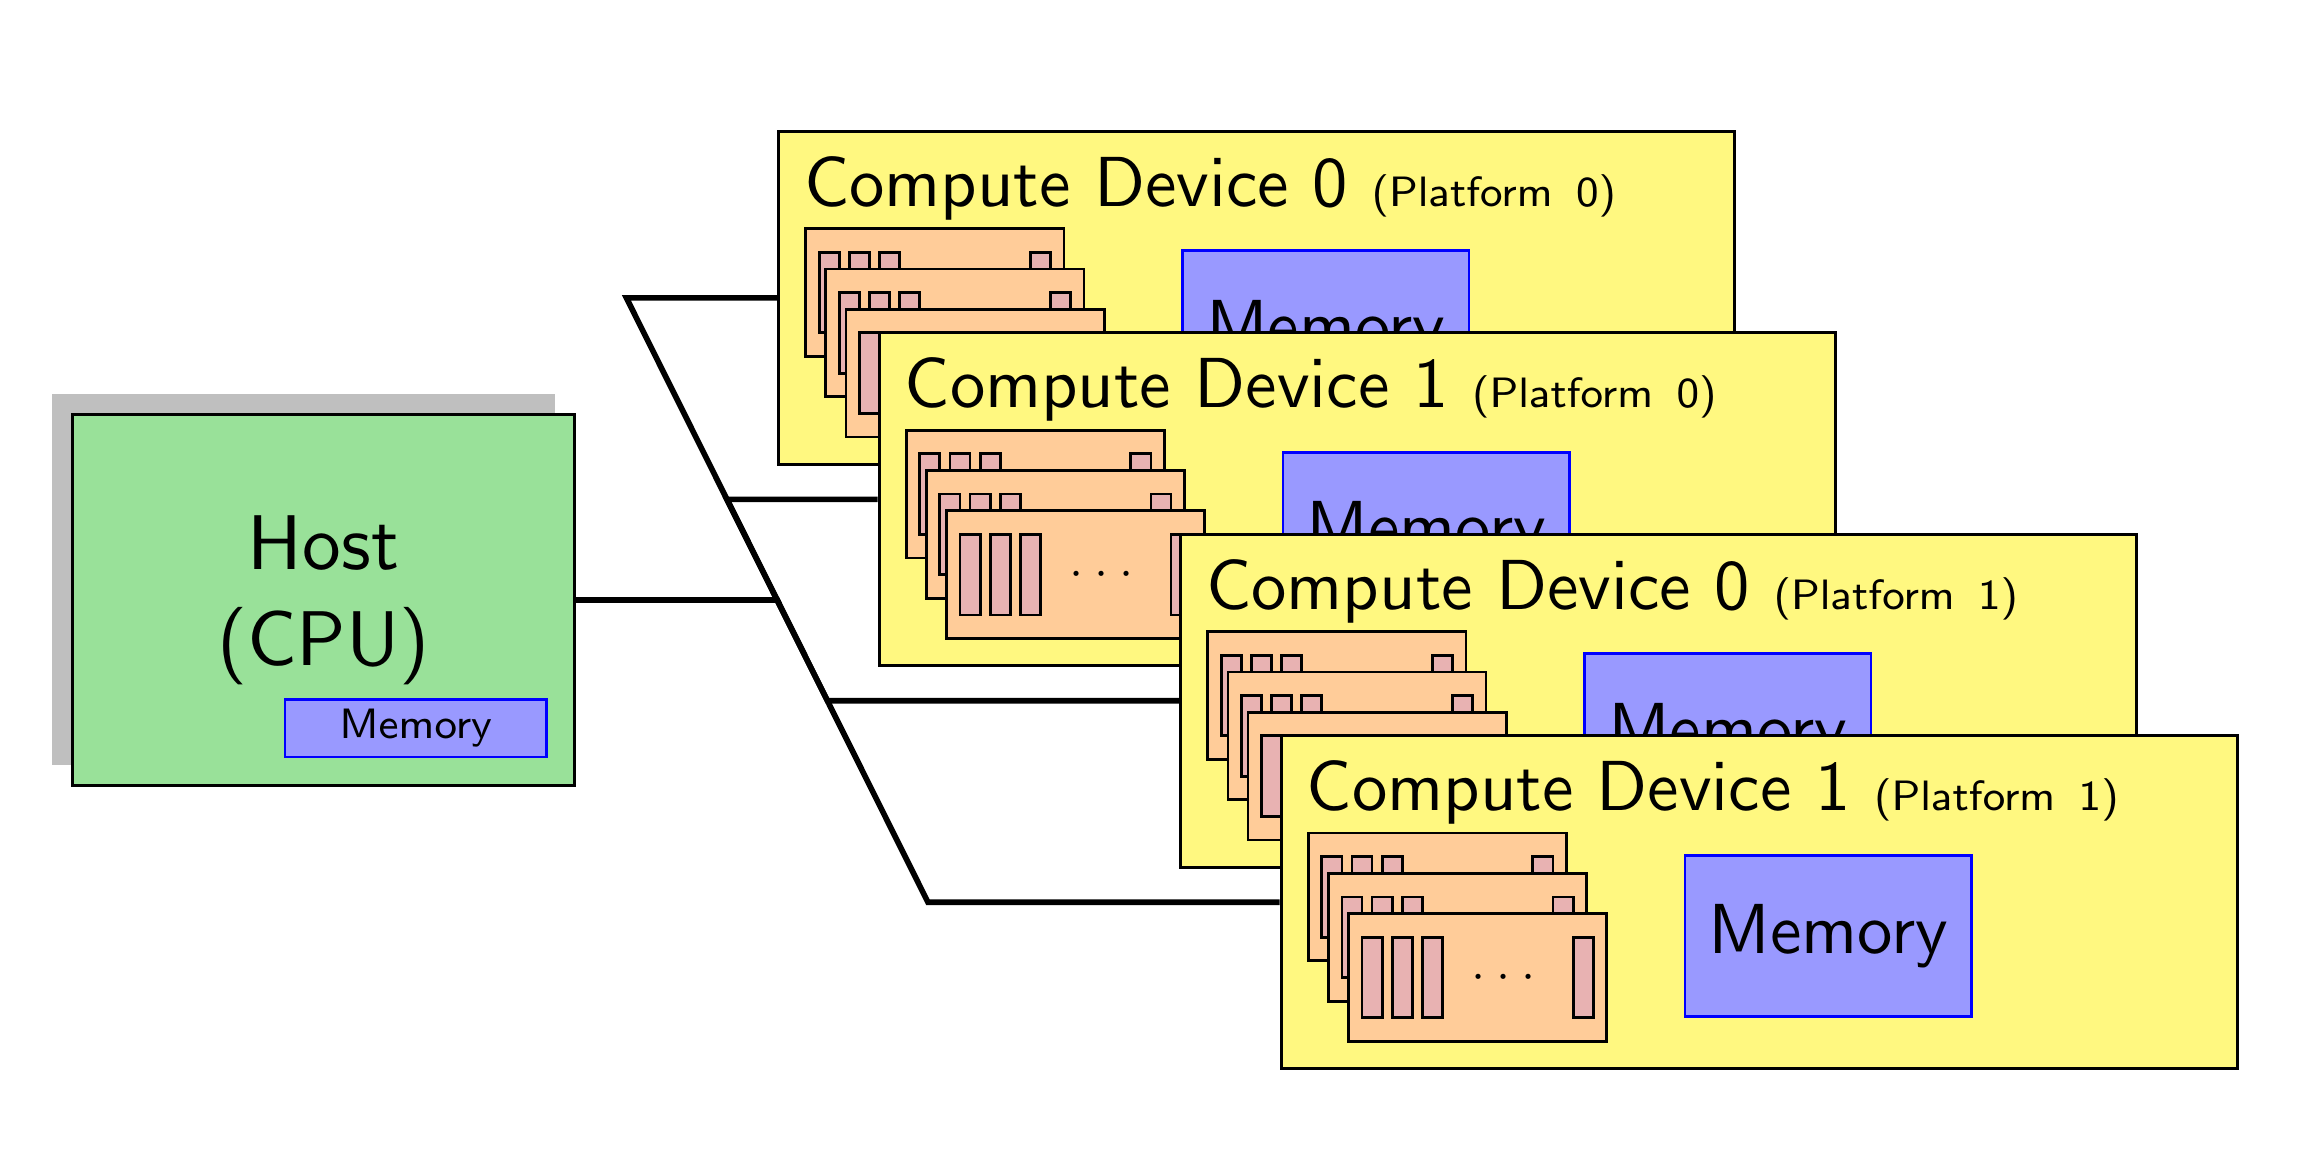 Compute Device 0 (Platform 0)
Memory
Compute Device 1 (Platform 0)
Memory
Host
(CPU)
Memory
. . .
Compute Device 0 (Platform 1)
Memory
Compute Device 1 (Platform 1)
Memory
. . .